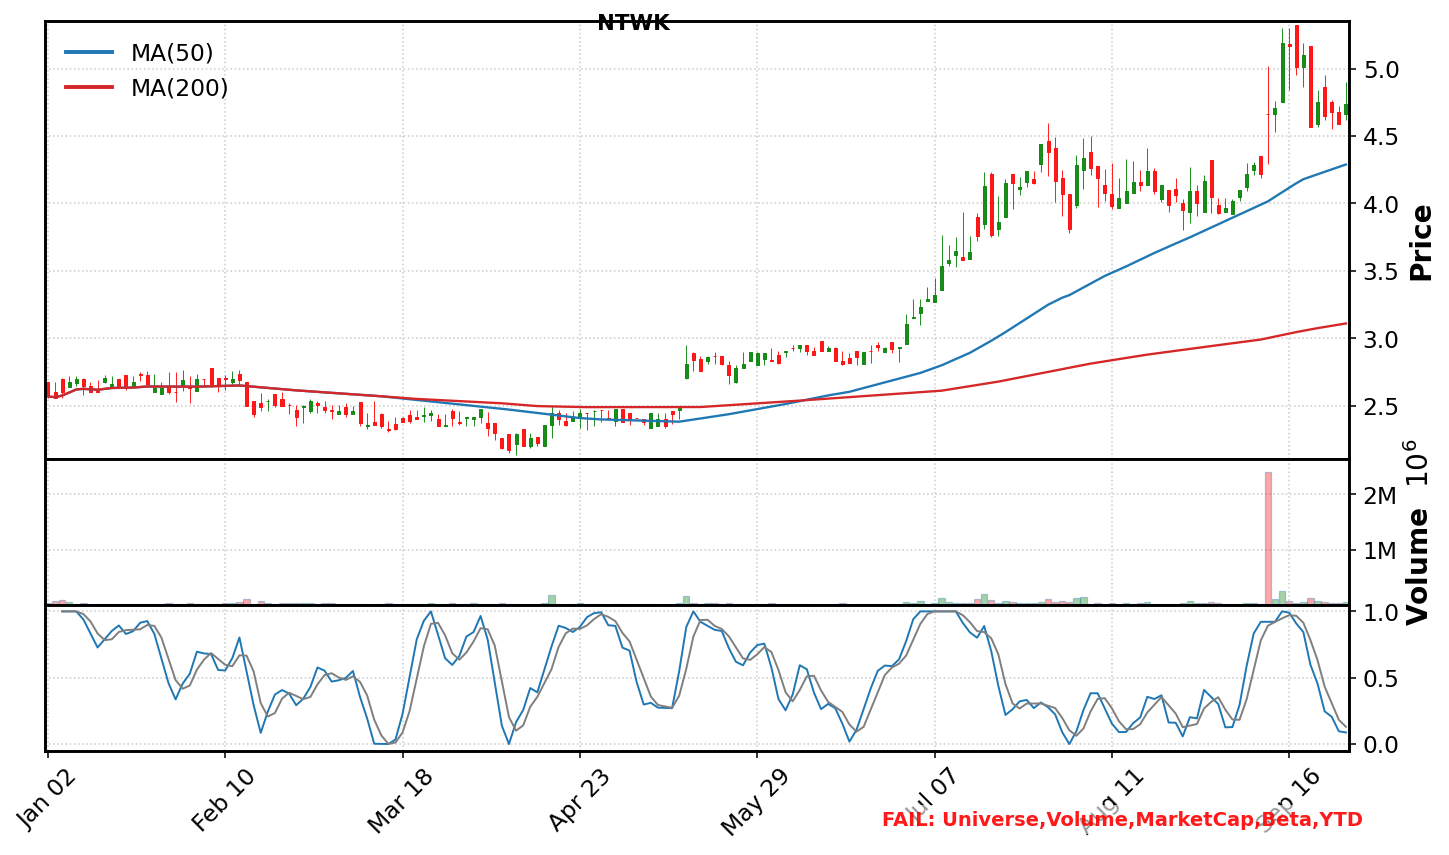 NTWK
MA(50)
MA(200)
5.0
4.5
4.0
3.5
3.0
2.5
Price
2M
1M
Volume 10^6
1.0
0.5
0.0
Jan 02
Feb 10
Mar 18
Apr 23
May 29
Jul 07
Aug 11
Sep 16
FAIL: Universe,Volume,MarketCap,Beta,YTD